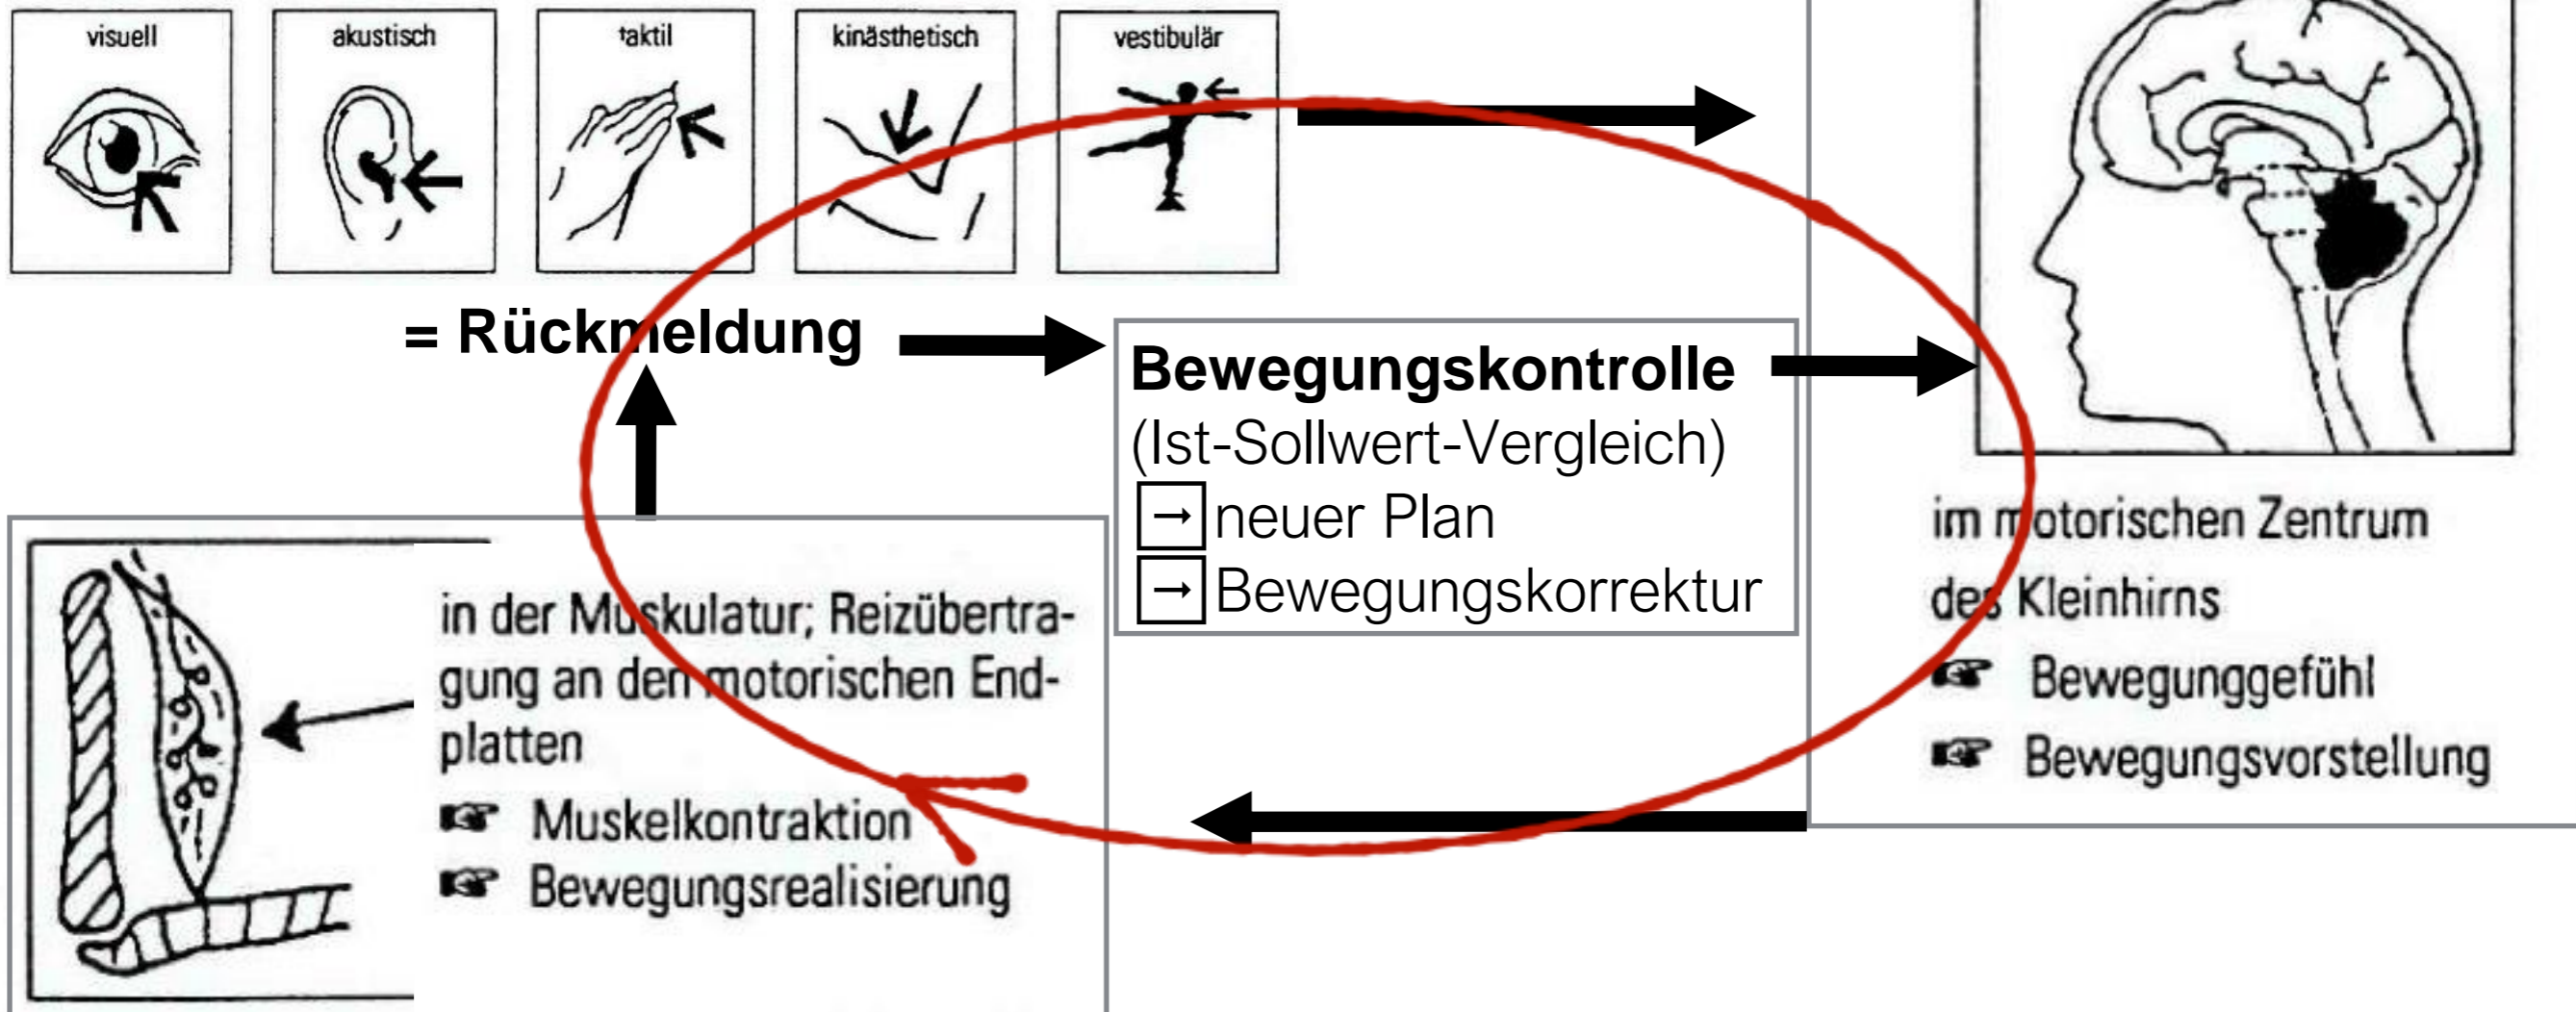 visuell
akustisch
taktil
kinästhetisch
vestibulär
= Rückmeldung
Bewegungskontrolle
(Ist-Sollwert-Vergleich)
→ neuer Plan
→ Bewegungskorrektur
in der Muskulatur; Reizübertra-
gung an den motorischen End-
platten
☞ Muskelkontraktion
☞ Bewegungsrealisierung
im motorischen Zentrum
des Kleinhirns
☞ Bewegunggefühl
☞ Bewegungsvorstellung